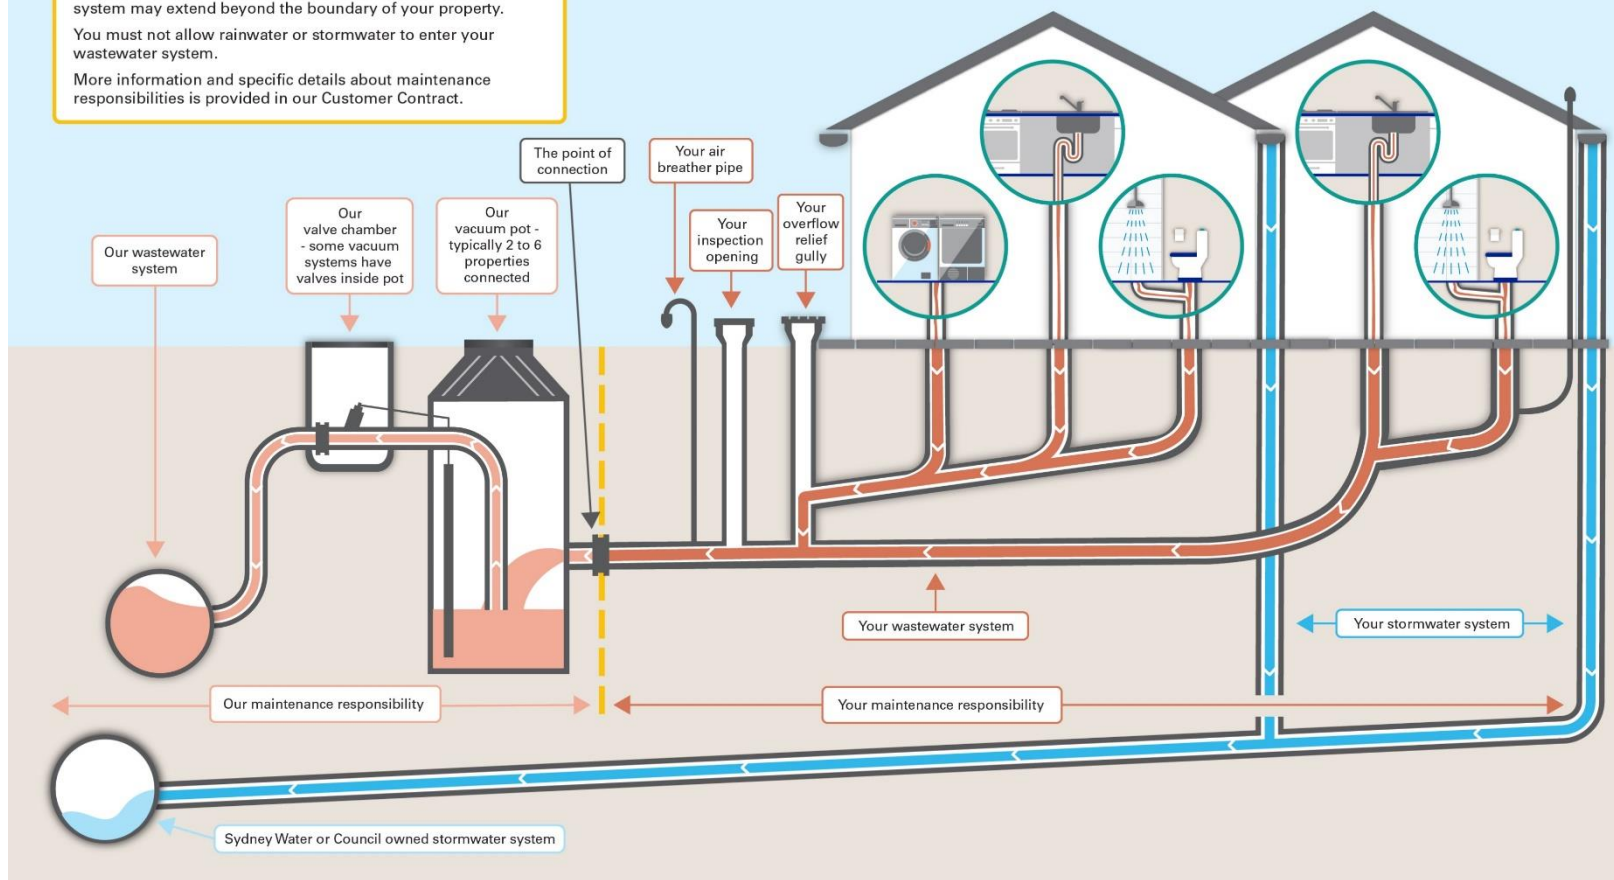 system may extend beyond the boundary of your property.
You must not allow rainwater or stormwater to enter your
wastewater system.
More information and specific details about maintenance
responsibilities is provided in our Customer Contract.
The point of
connection
Your air
breather pipe
Our
valve chamber
- some vacuum
systems have
valves inside pot
Our
vacuum pot -
typically 2 to 6
properties
connected
Your
inspection
opening
Your
overflow
relief
gully
Our wastewater
system
Your wastewater system
Your stormwater system
Our maintenance responsibility
Your maintenance responsibility
Sydney Water or Council owned stormwater system